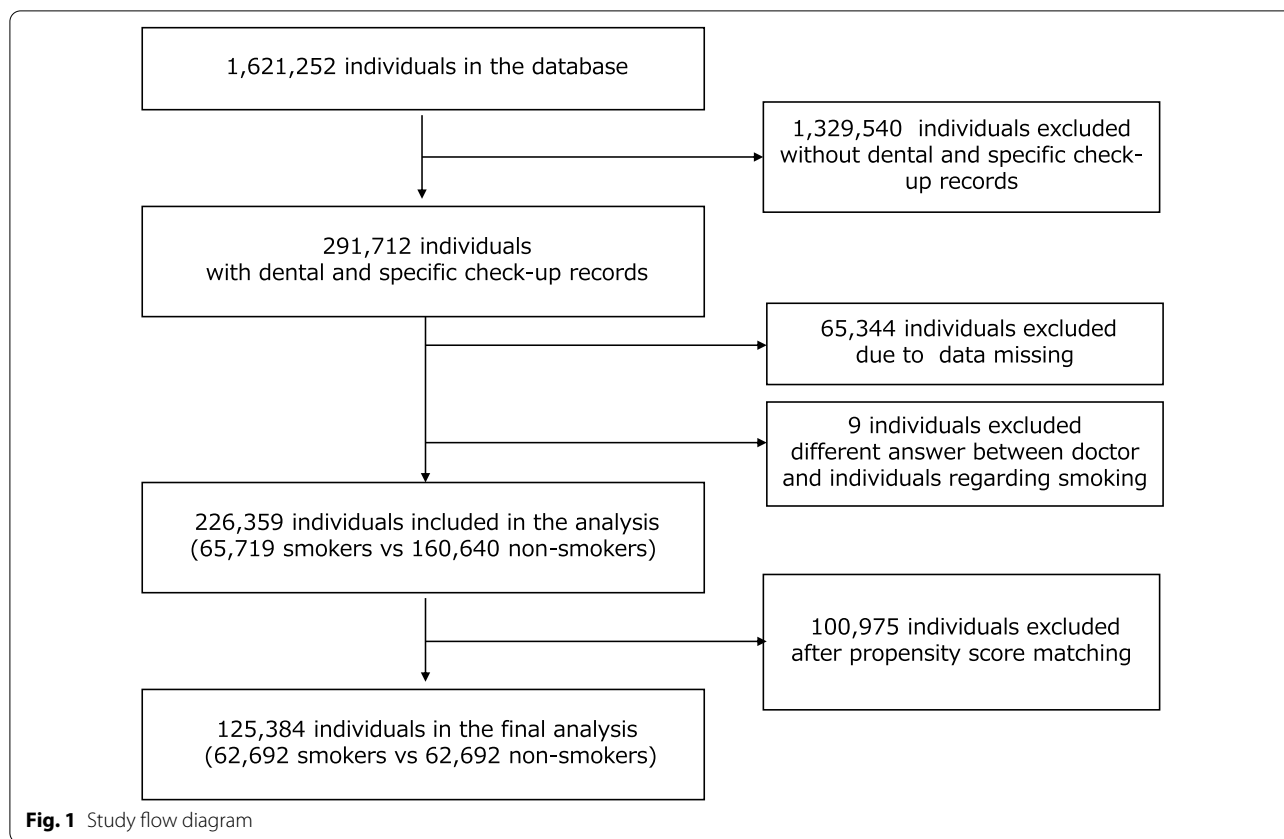 1,621,252 individuals in the database
1,329,540 individuals excluded
without dental and specific check-
up records
291,712 individuals
with dental and specific check-up records
65,344 individuals excluded
due to data missing
9 individuals excluded
different answer between doctor
and individuals regarding smoking
226,359 individuals included in the analysis
(65,719 smokers vs 160,640 non-smokers)
100,975 individuals excluded
after propensity score matching
125,384 individuals in the final analysis
(62,692 smokers vs 62,692 non-smokers)
Fig. 1 Study flow diagram